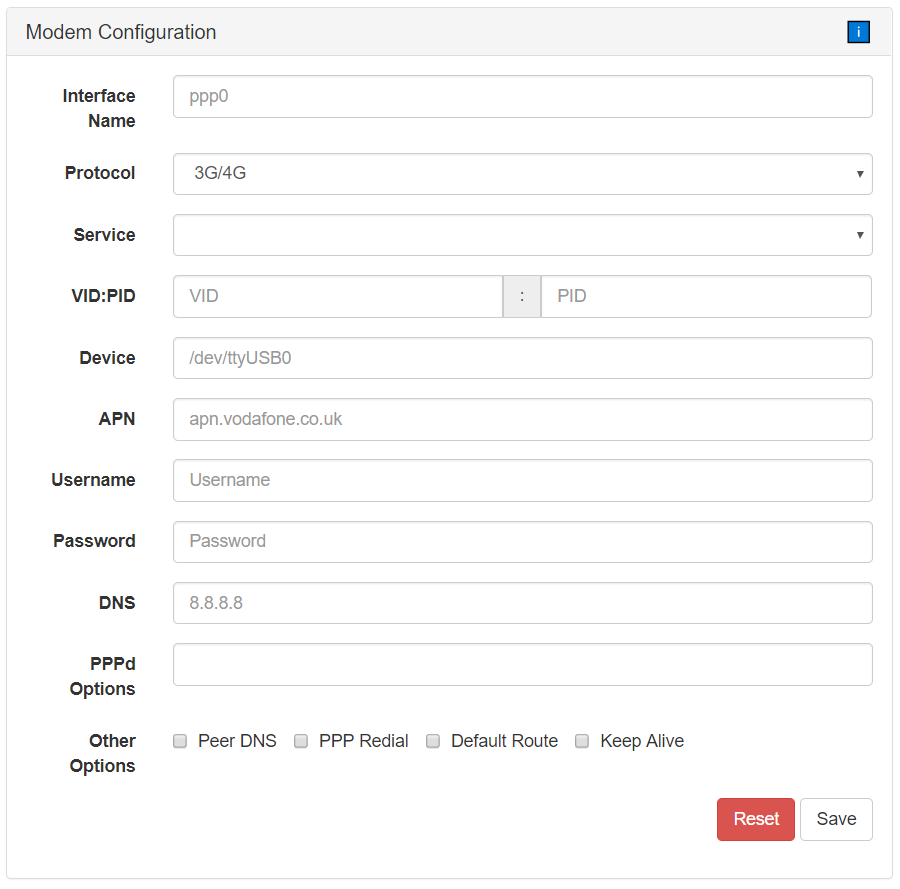 Modem Configuration i
Interface Name ppp0
Protocol 3G/4G
Service
VID:PID VID : PID
Device /dev/ttyUSB0
APN apn.vodafone.co.uk
Username Username
Password Password
DNS 8.8.8.8
PPPd
Options
Other Peer DNS PPP Redial Default Route Keep Alive
Options
Reset Save